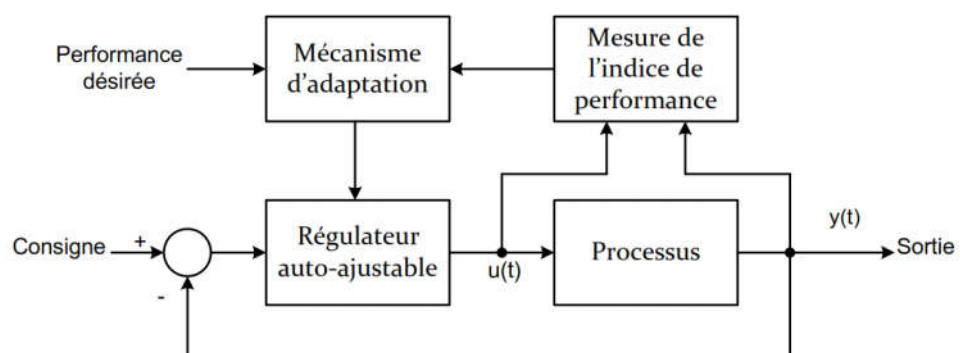 Performance
désirée
Mécanisme
d'adaptation
Mesure de
l'indice de
performance
Consigne
+
-
Régulateur
auto-ajustable
u(t)
Processus
y(t)
Sortie